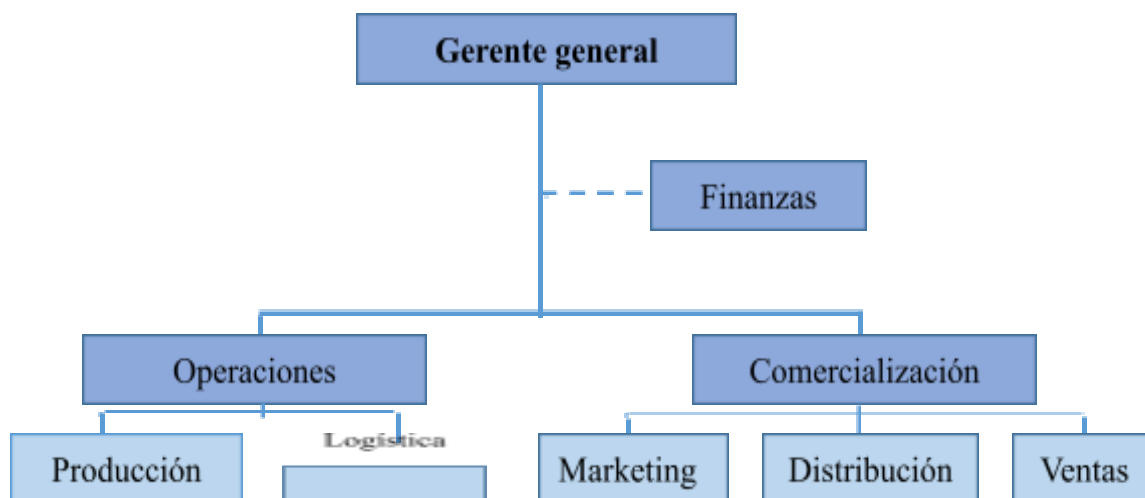 Gerente general
Finanzas
Operaciones
Comercialización
Producción
Logística
Marketing
Distribución
Ventas